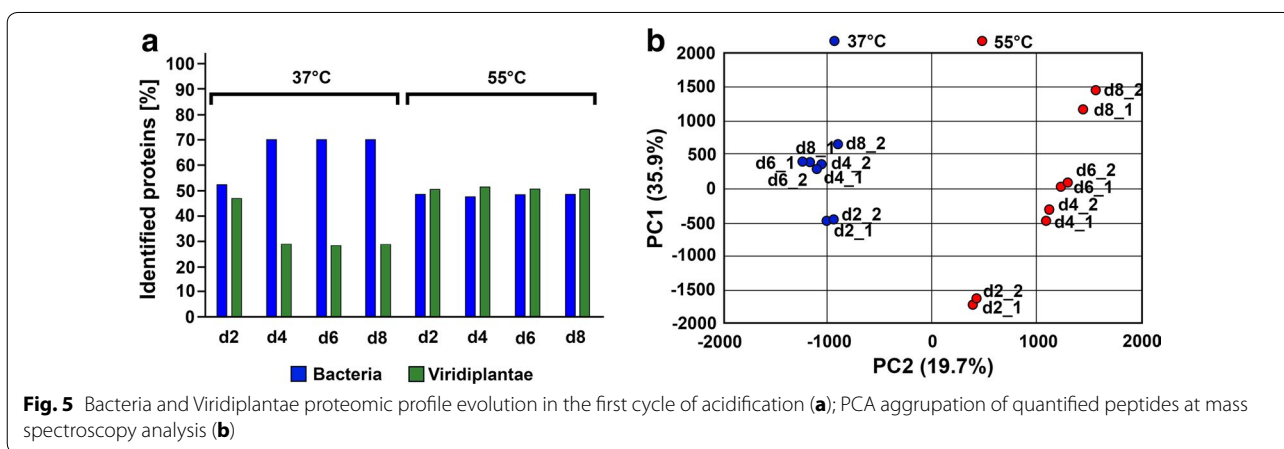 a
100
90
80
70
60
50
40
30
20
10
0
Identified proteins [%]
37°C
55°C
d2 d4 d6 d8 d2 d4 d6 d8
Bacteria Viridiplantae
b
37°C 55°C
2000
1500
1000
500
0
-500
-1000
-1500
-2000
PC1 (35.9%)
d8_2
d8_1
d8_1 d8_2
d6_1 d4_2
d6_2 d4_1
d2_2
d2_1
d6_2
d6_1
d4_2
d4_1
d2_2
d2_1
-2000 -1000 0 1000 2000
PC2 (19.7%)
Fig. 5 Bacteria and Viridiplantae proteomic profile evolution in the first cycle of acidification (a); PCA aggrupation of quantified peptides at mass
spectroscopy analysis (b)